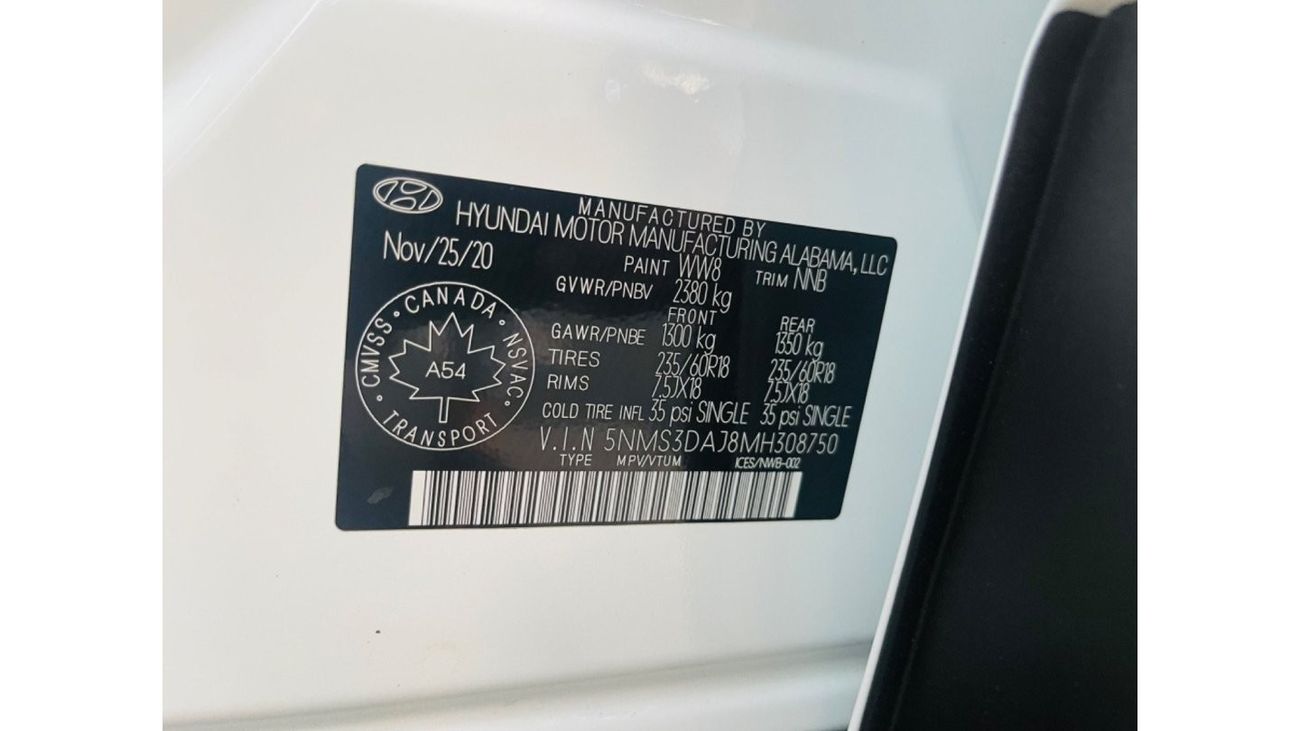 MANUFACTURED BY
HYUNDAI MOTOR MANUFACTURING ALABAMA, LLC
Nov/25/20
PAINT WW8 TRIM NNB
GVWR/PNBV 2380 kg
FRONT REAR
GAWR/PNBE 1300 kg 1350 kg
TIRES 235/60R18 235/60R18
RIMS 7.5JX18 7.5JX18
COLD TIRE INFL 35 psi SINGLE 35 psi SINGLE
V.I.N 5NMS3DAJ8MH308750
TYPE MPV/VTUM ICES/NWB-002
CMVSS • CANADA • NSVAC • TRANSPORT •
A54